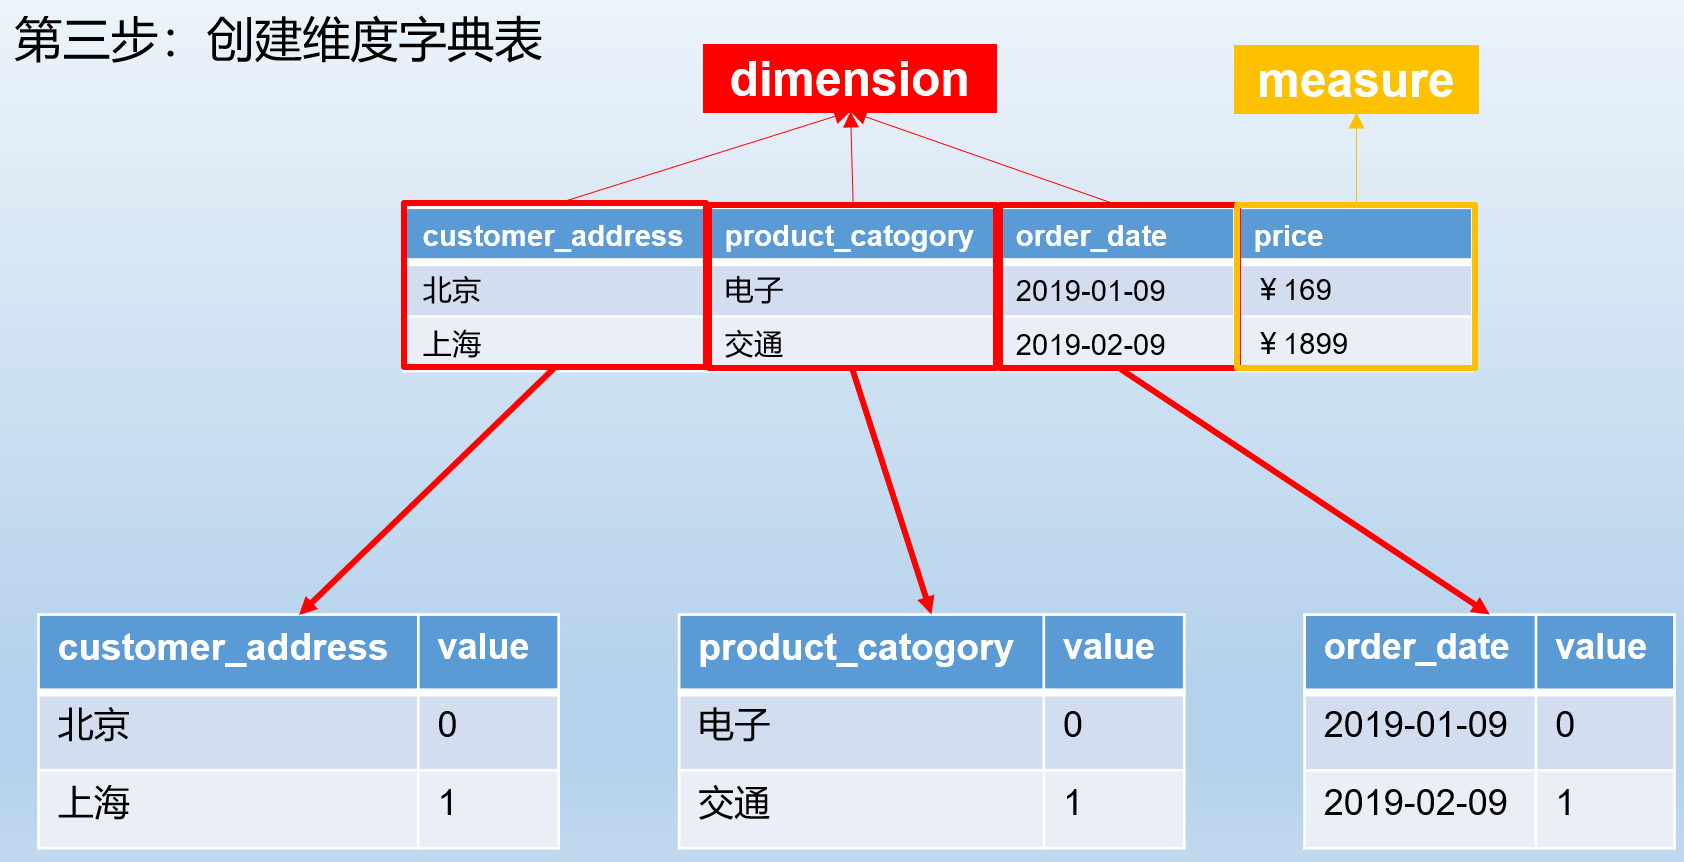 第三步：创建维度字典表
dimension measure
customer_address product_catogory order_date price
北京 电子 2019-01-09 ￥169
上海 交通 2019-02-09 ￥1899
customer_address value
北京 0
上海 1
product_catogory value
电子 0
交通 1
order_date value
2019-01-09 0
2019-02-09 1